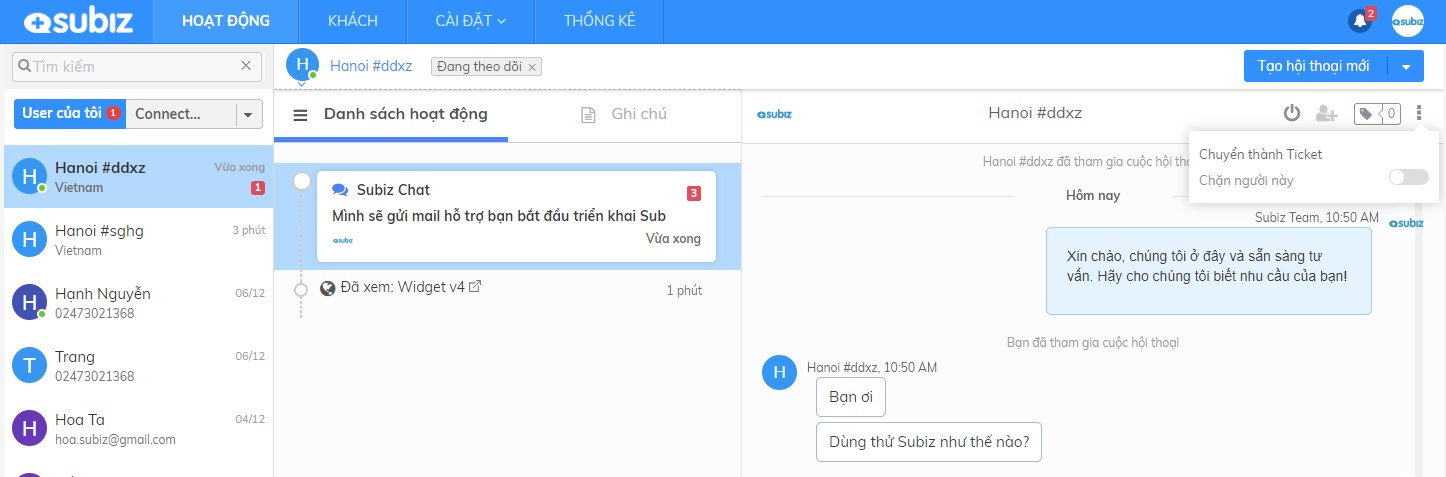 subiz
HOẠT ĐỘNG
KHÁCH
CÀI ĐẶT
THỐNG KÊ
2
subiz
Tìm kiếm
User của tôi 1
Connect...
H
Hanoi #ddxz
Vừa xong
Vietnam
1
H
Hanoi #sghg
3 phút
Vietnam
H
Hạnh Nguyễn
06/12
02473021368
T
Trang
06/12
02473021368
H
Hoa Ta
04/12
hoa.subiz@gmail.com
H
Hanoi #ddxz
Đang theo dõi ×
Tạo hội thoại mới
Danh sách hoạt động
Ghi chú
Subiz Chat
3
Mình sẽ gửi mail hỗ trợ bạn bắt đầu triển khai Sub
subiz
Vừa xong
Đã xem: Widget v4
1 phút
subiz
Hanoi #ddxz
0
Chuyển thành Ticket
Chặn người này
Hanoi #ddxz đã tham gia cuộc hội tho
Hôm nay
Subiz Team, 10:50 AM
subiz
Xin chào, chúng tôi ở đây và sẵn sàng tư
vấn. Hãy cho chúng tôi biết nhu cầu của bạn!
Bạn đã tham gia cuộc hội thoại
H
Hanoi #ddxz, 10:50 AM
Bạn ơi
Dùng thử Subiz như thế nào?